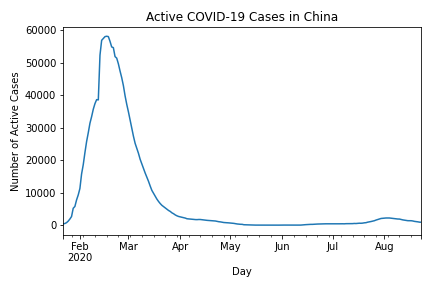 Active COVID-19 Cases in China
60000
50000
40000
30000
20000
10000
0
Number of Active Cases
Feb Mar Apr May Jun Jul Aug
2020
Day